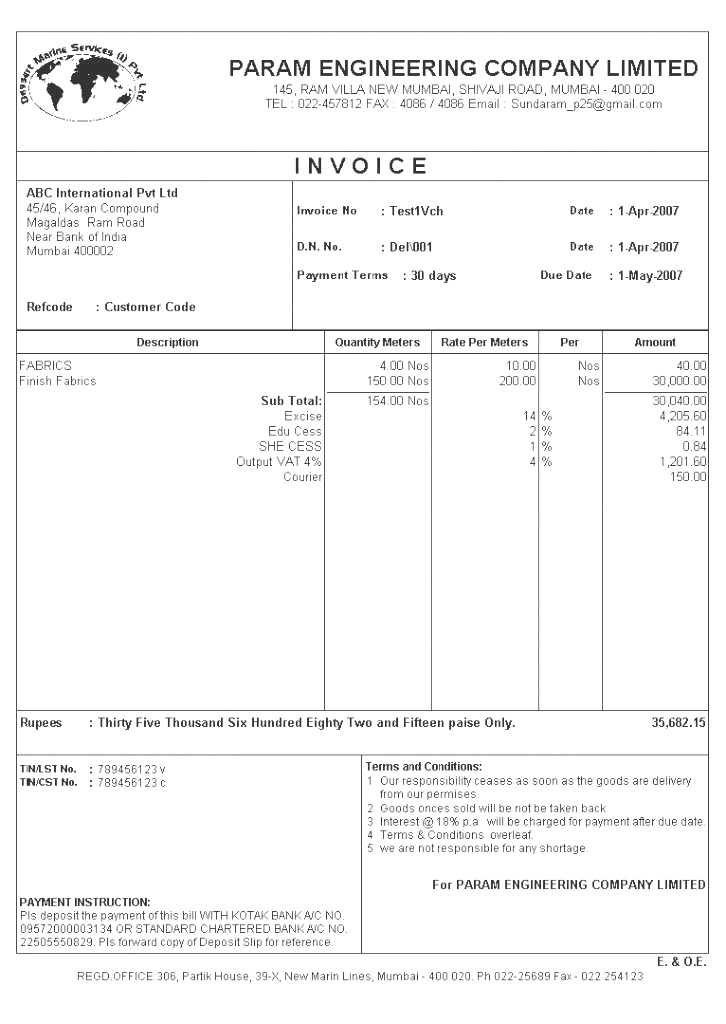 Dessert Marine Services (I) Pvt Ltd
PARAM ENGINEERING COMPANY LIMITED
145, RAM VILLA NEW MUMBAI, SHIVAJI ROAD, MUMBAI - 400 020
TEL : 022-457812 FAX : 4086 / 4086 Email : Sundaram_p25@gmail.com
INVOICE
ABC International Pvt Ltd
45/46, Karan Compound
Magaldas Ram Road
Near Bank of India
Mumbai 400002
Refcode : Customer Code
Invoice No : Test1Vch Date : 1-Apr-2007
D.N. No. : Del\001 Date : 1-Apr-2007
Payment Terms : 30 days Due Date : 1-May-2007
Description Quantity Meters Rate Per Meters Per Amount
FABRICS 4.00 Nos 10.00 Nos 40.00
Finish Fabrics 150.00 Nos 200.00 Nos 30,000.00
Sub Total: 154.00 Nos 30,040.00
Excise 14 % 4,205.60
Edu Cess 2 % 84.11
SHE CESS 1 % 0.84
Output VAT 4% 4 % 1,201.60
Courier 150.00
Rupees : Thirty Five Thousand Six Hundred Eighty Two and Fifteen paise Only. 35,682.15
TIN/LST No. : 789456123 v
TIN/CST No. : 789456123 c
PAYMENT INSTRUCTION:
Pls deposit the payment of this bill WITH KOTAK BANK A/C NO.
09572000003134 OR STANDARD CHARTERED BANK A/C NO.
22505550829. Pls forward copy of Deposit Slip for reference.
Terms and Conditions:
1 Our responsibility ceases as soon as the goods are delivery
from our permises.
2 Goods onces sold will be not be taken back
3 Interest @ 18% p.a. will be charged for payment after due date.
4 Terms & Conditions overleaf.
5 we are not responsible for any shortage.
For PARAM ENGINEERING COMPANY LIMITED
E. & O.E.
REGD.OFFICE 306, Partik House, 39-X, New Marin Lines, Mumbai - 400 020. Ph 022-25689 Fax - 022 254123